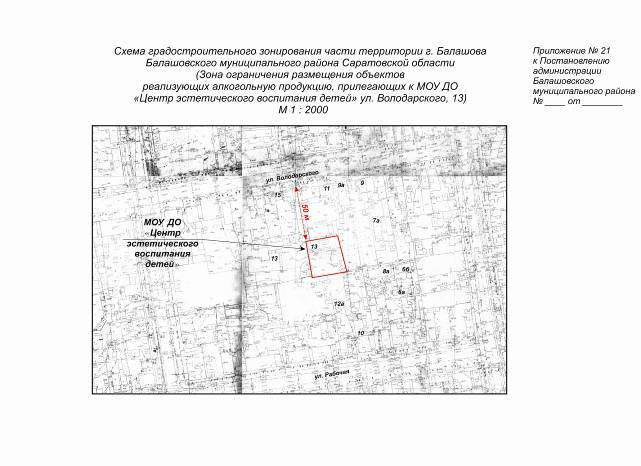 Схема градостроительного зонирования части территории г. Балашова
Балашовского муниципального района Саратовской области
(Зона ограничения размещения объектов
реализующих алкогольную продукцию, прилегающих к МОУ ДО
«Центр эстетического воспитания детей» ул. Володарского, 13)
М 1 : 2000
Приложение № 21
к Постановлению
администрации
Балашовского
муниципального района
№ ____ от ________
ул. Володарского
15
11
9а
9
50 м
7а
МОУ ДО
«Центр
эстетического
воспитания
детей»
13
13
8а
6б
6а
12а
10
ул. Рабочая